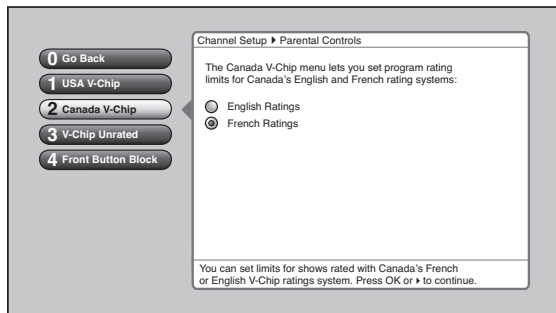 Channel Setup ▸ Parental Controls
0 Go Back
1 USA V-Chip
2 Canada V-Chip
3 V-Chip Unrated
4 Front Button Block
The Canada V-Chip menu lets you set program rating
limits for Canada's English and French rating systems:
English Ratings
French Ratings
You can set limits for shows rated with Canada's French
or English V-Chip ratings system. Press OK or ▸ to continue.